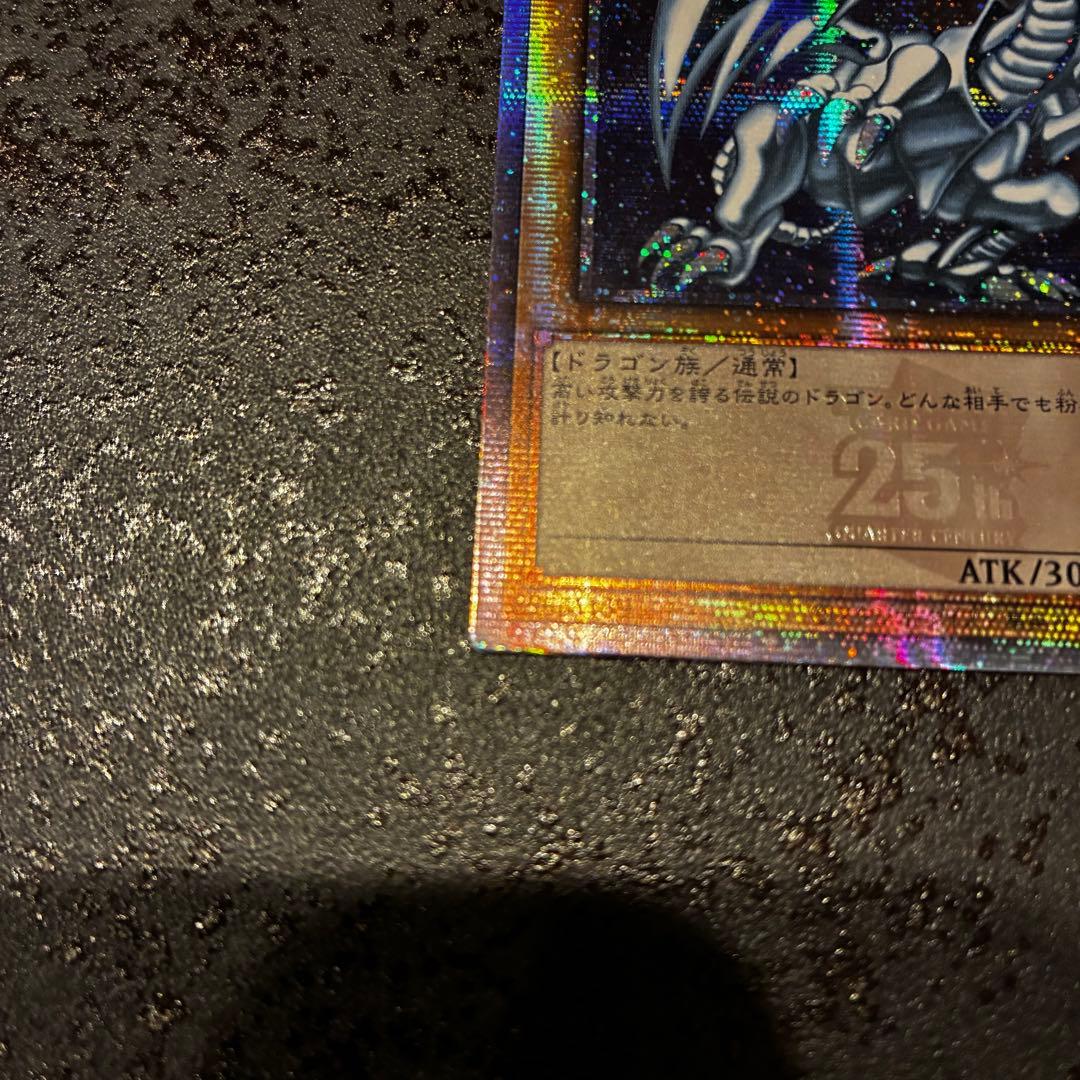 【ドラゴン族／通常】
高い攻撃力を誇る伝説のドラゴン。どんな相手でも粉
計り知れない。
CARD GAME
25th
QUARTER CENTURY
ATK/30